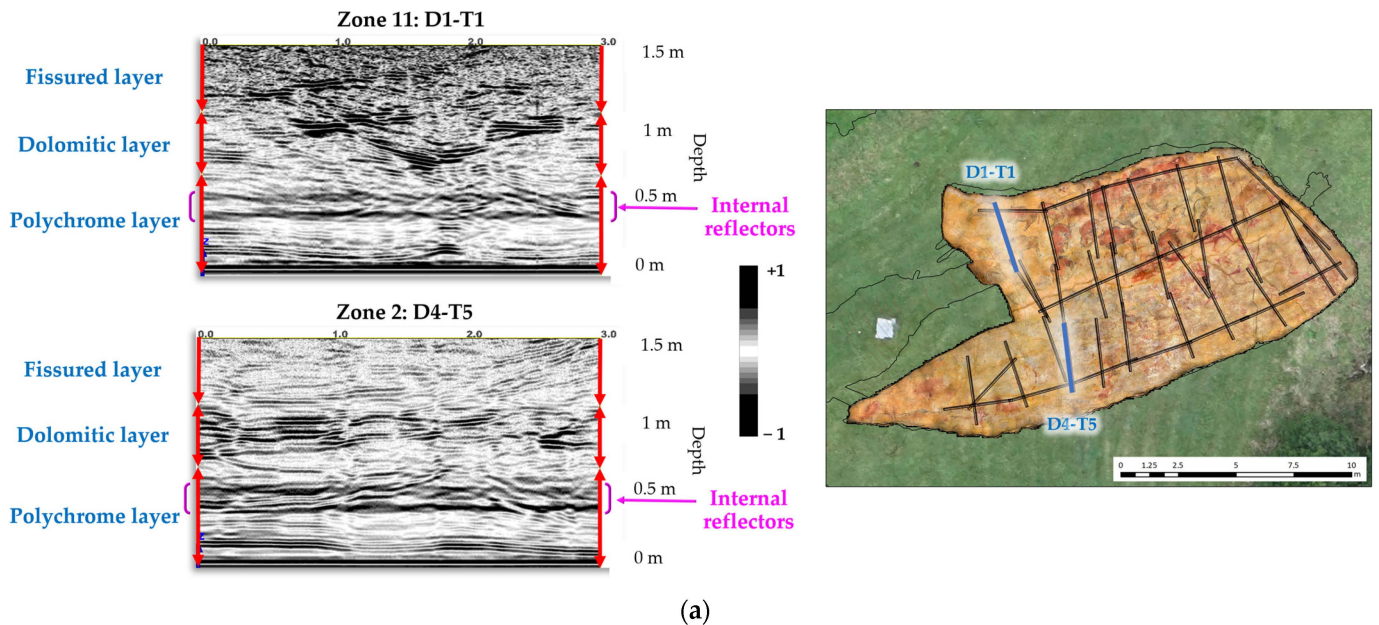 Zone 11: D1-T1
0.0 1.0 2.0 3.0
1.5 m
Fissured layer
1 m
Dolomitic layer
Depth
0.5 m
Polychrome layer
Internal
reflectors
z
0 m
+1
– 1
Zone 2: D4-T5
0.0 1.0 2.0 3.0
1.5 m
Fissured layer
1 m
Dolomitic layer
Depth
0.5 m
Polychrome layer
Internal
reflectors
z
0 m
D1-T1
D4-T5
0 1.25 2.5 5 7.5 10
m
(a)